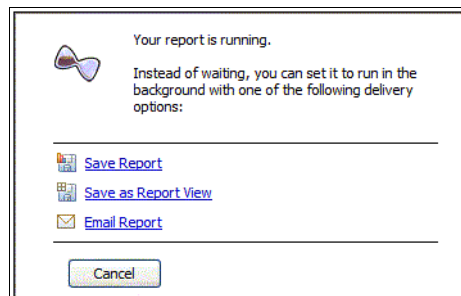 Your report is running.
Instead of waiting, you can set it to run in the
background with one of the following delivery
options:
Save Report
Save as Report View
Email Report
Cancel